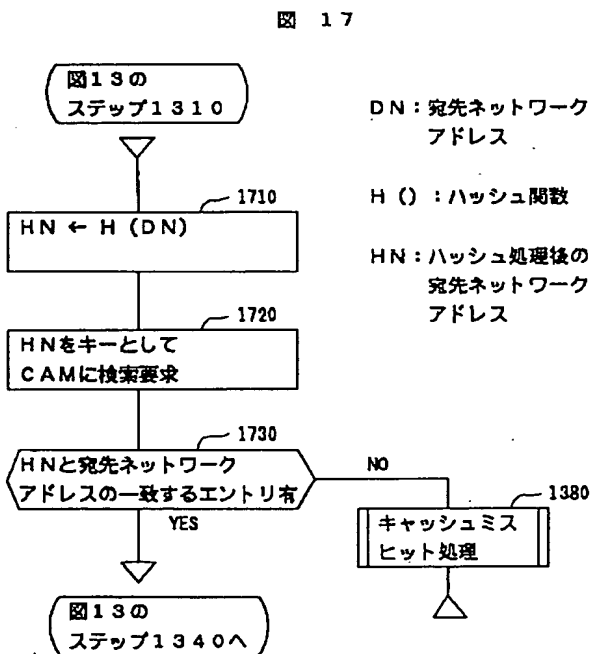 図 17
図13の
ステップ1310
DN:宛先ネットワーク
アドレス
1710
HN ← H(DN)
H():ハッシュ関数
HN:ハッシュ処理後の
宛先ネットワーク
アドレス
1720
HNをキーとして
CAMに検索要求
1730
HNと宛先ネットワーク
アドレスの一致するエントリ有
NO
YES
1380
キャッシュミス
ヒット処理
図13の
ステップ1340へ